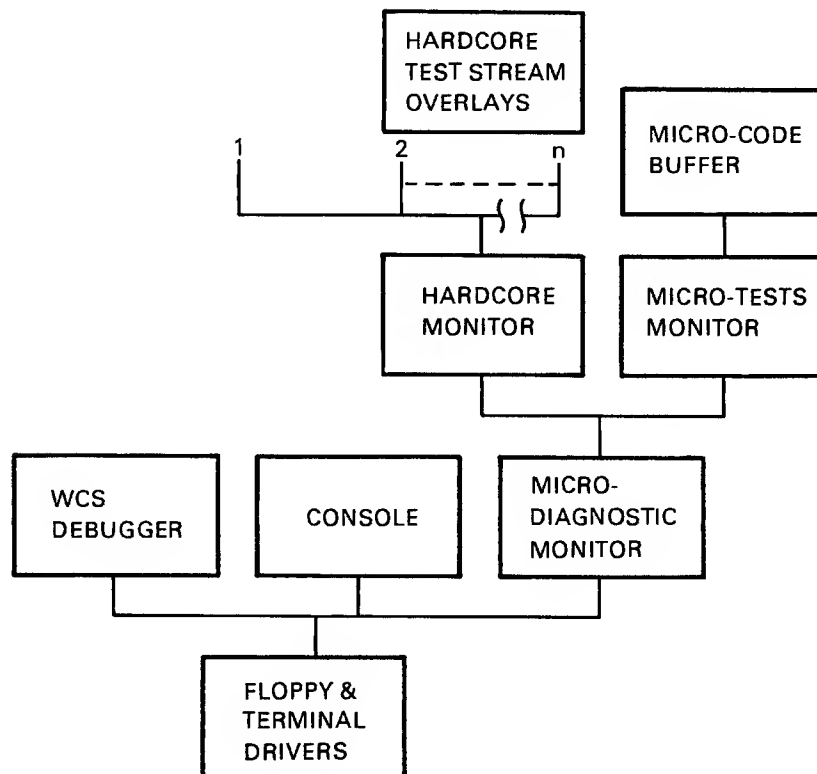 HARDCORE
TEST STREAM
OVERLAYS
MICRO-CODE
BUFFER
1 2 n
HARDCORE
MONITOR
MICRO-TESTS
MONITOR
WCS
DEBUGGER
CONSOLE
MICRO-
DIAGNOSTIC
MONITOR
FLOPPY &
TERMINAL
DRIVERS